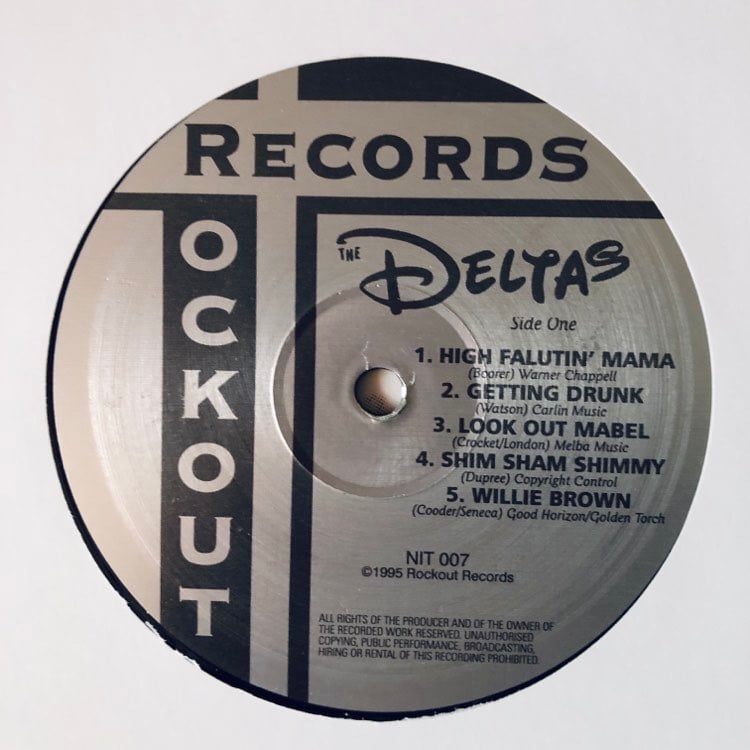 RECORDS
ROCKOUT
THE DELTAS
Side One
1. HIGH FALUTIN' MAMA
(Boorer) Warner Chappell
2. GETTING DRUNK
(Watson) Carlin Music
3. LOOK OUT MABEL
(Crocket/London) Melba Music
4. SHIM SHAM SHIMMY
(Dupree) Copyright Control
5. WILLIE BROWN
(Cooder/Seneca) Good Horizon/Golden Torch
NIT 007
©1995 Rockout Records
ALL RIGHTS OF THE PRODUCER AND OF THE OWNER OF
THE RECORDED WORK RESERVED. UNAUTHORISED
COPYING, PUBLIC PERFORMANCE, BROADCASTING,
HIRING OR RENTAL OF THIS RECORDING PROHIBITED.